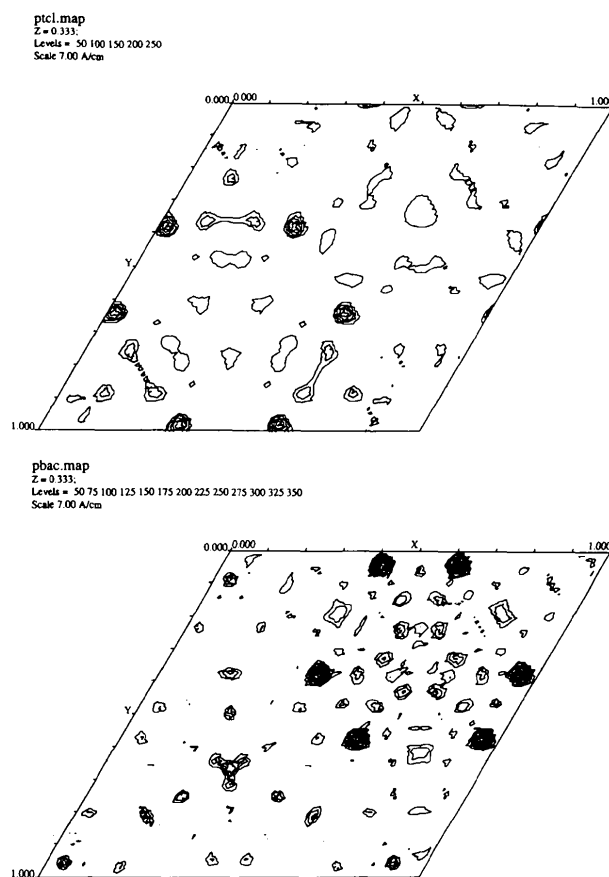 ptcl.map
Z = 0.333;
Levels = 50 100 150 200 250
Scale 7.00 A/cm
0.000 0.000 X 1.000
Y
1.000
pbac.map
Z = 0.333;
Levels = 50 75 100 125 150 175 200 225 250 275 300 325 350
Scale 7.00 A/cm
0.000 0.000 X 1.000
Y
1.000